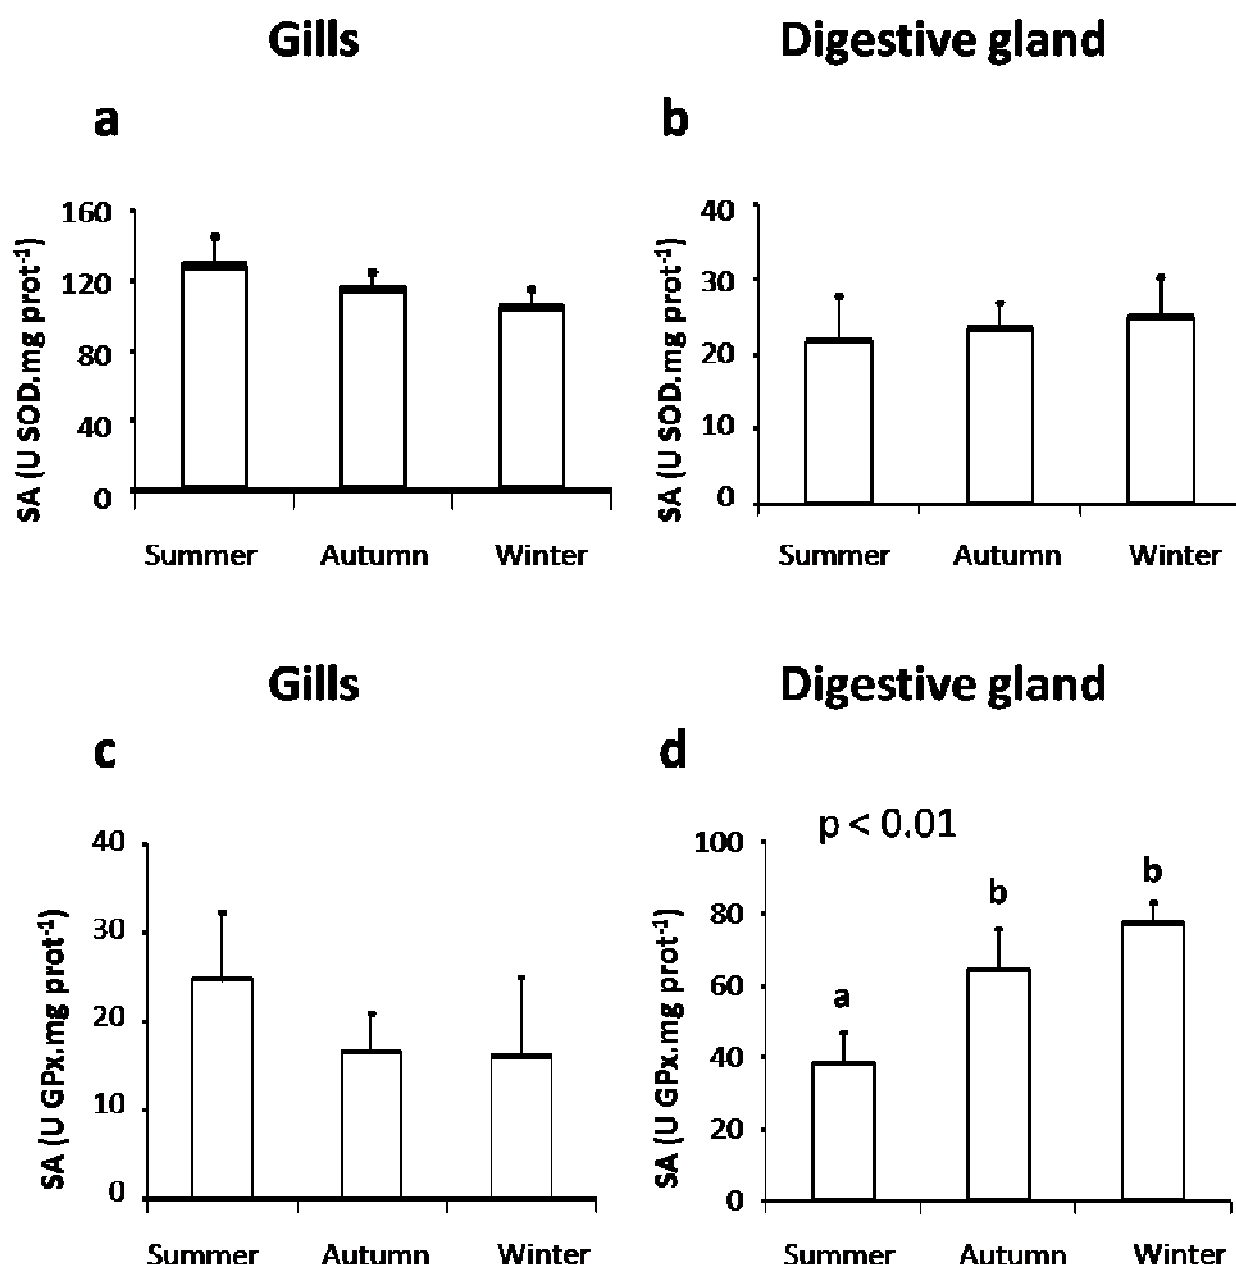 Gills
Digestive gland
a
b
SA (U SOD.mg prot⁻¹)
160
120
80
40
0
Summer Autumn Winter
SA (U SOD.mg prot⁻¹)
40
30
20
10
0
Summer Autumn Winter
Gills
Digestive gland
c
d
SA (U GPx.mg prot⁻¹)
40
30
20
10
0
Summer Autumn Winter
SA (U GPx.mg prot⁻¹)
p < 0.01
100
80
60
40
20
0
a
b
b
Summer Autumn Winter